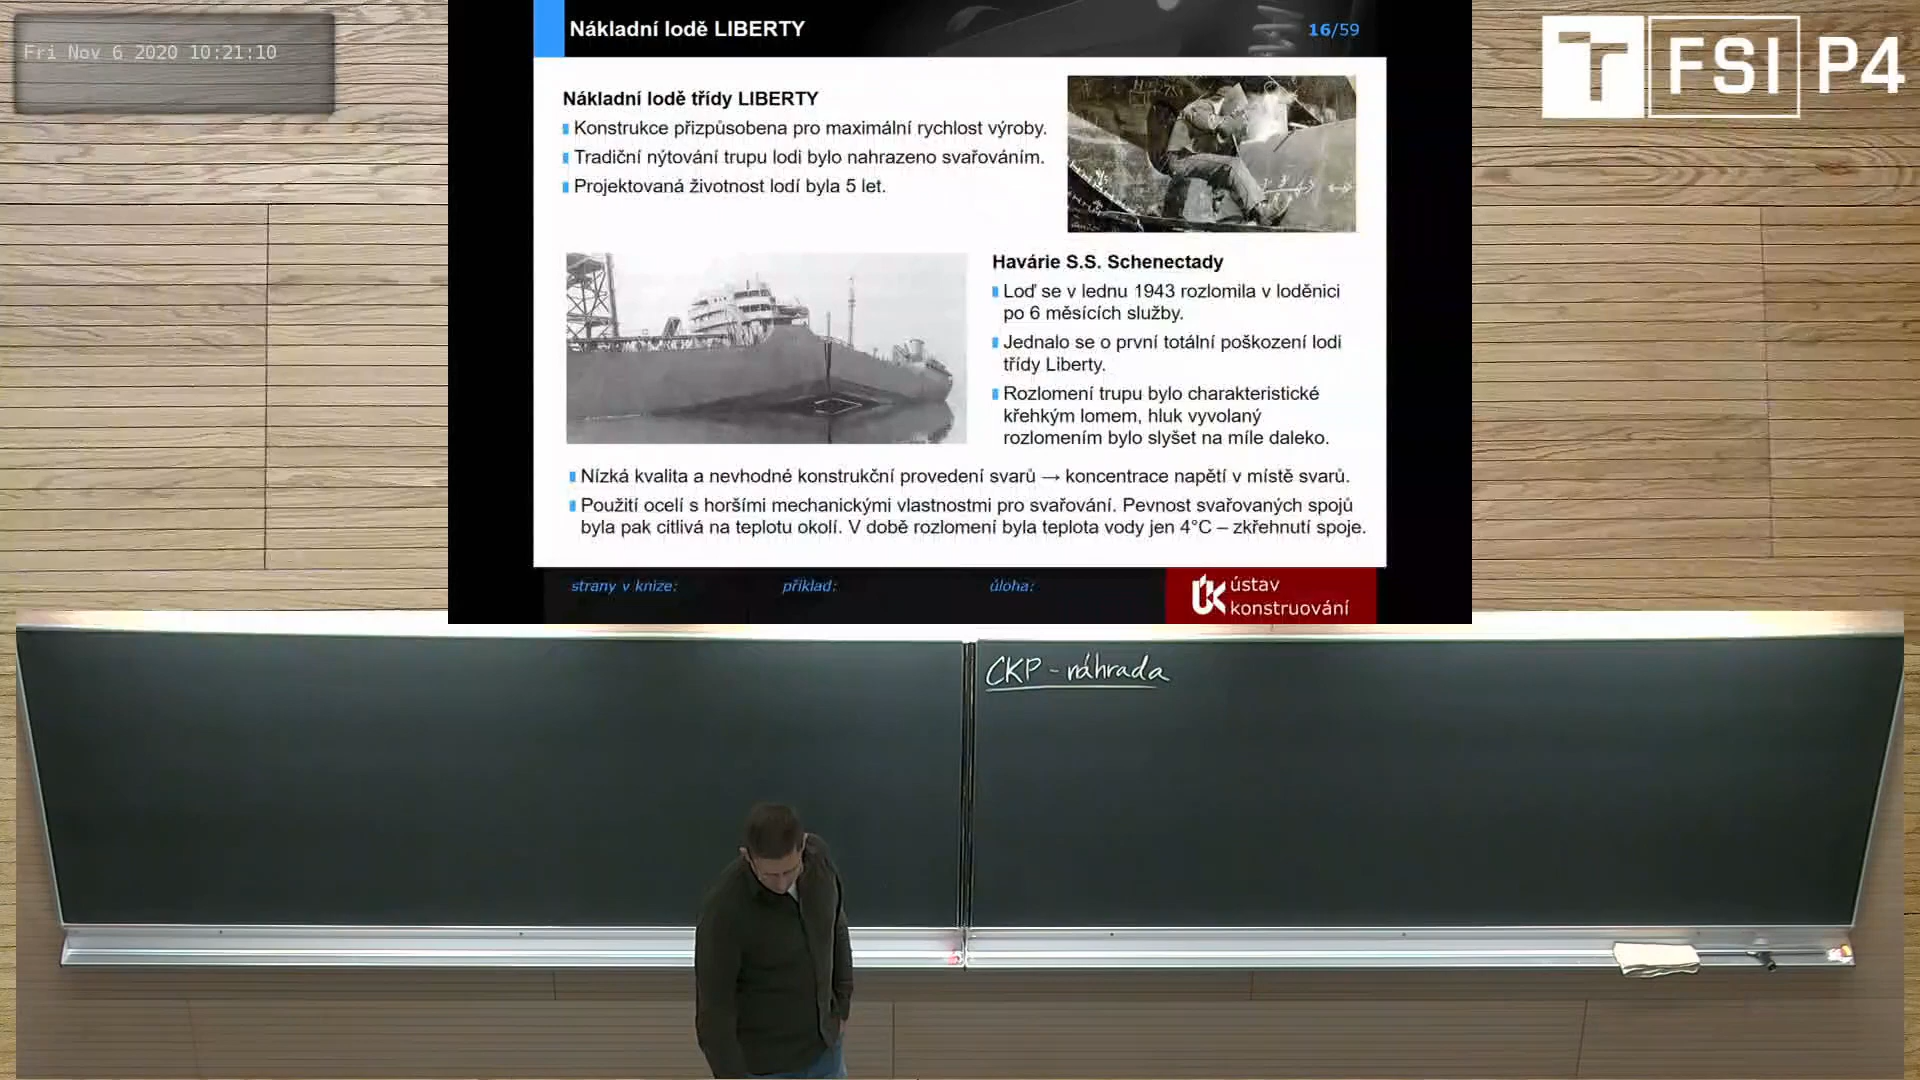 Fri Nov 6 2020 10:21:10
Nákladní lodě LIBERTY
16/59
FSI P4
Nákladní lodě třídy LIBERTY
Konstrukce přizpůsobena pro maximální rychlost výroby.
Tradiční nýtování trupu lodi bylo nahrazeno svařováním.
Projektovaná životnost lodí byla 5 let.
Havárie S.S. Schenectady
Loď se v lednu 1943 rozlomila v loděnici
po 6 měsících služby.
Jednalo se o první totální poškození lodi
třídy Liberty.
Rozlomení trupu bylo charakteristické
křehkým lomem, hluk vyvolaný
rozlomením bylo slyšet na míle daleko.
Nízká kvalita a nevhodné konstrukční provedení svarů → koncentrace napětí v místě svarů.
Použití ocelí s horšími mechanickými vlastnostmi pro svařování. Pevnost svařovaných spojů
byla pak citlivá na teplotu okolí. V době rozlomení byla teplota vody jen 4°C – zkřehnutí spoje.
strany v knize:
příklad:
úloha:
ústav
konstruování
CKP - náhrada